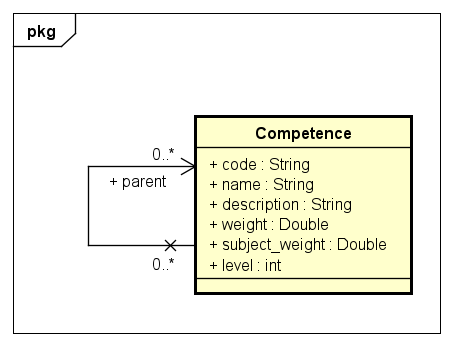 pkg
Competence
0..*
+ code : String
+ parent
+ name : String
+ description : String
+ weight : Double
+ subject_weight : Double
0..*
+ level : int